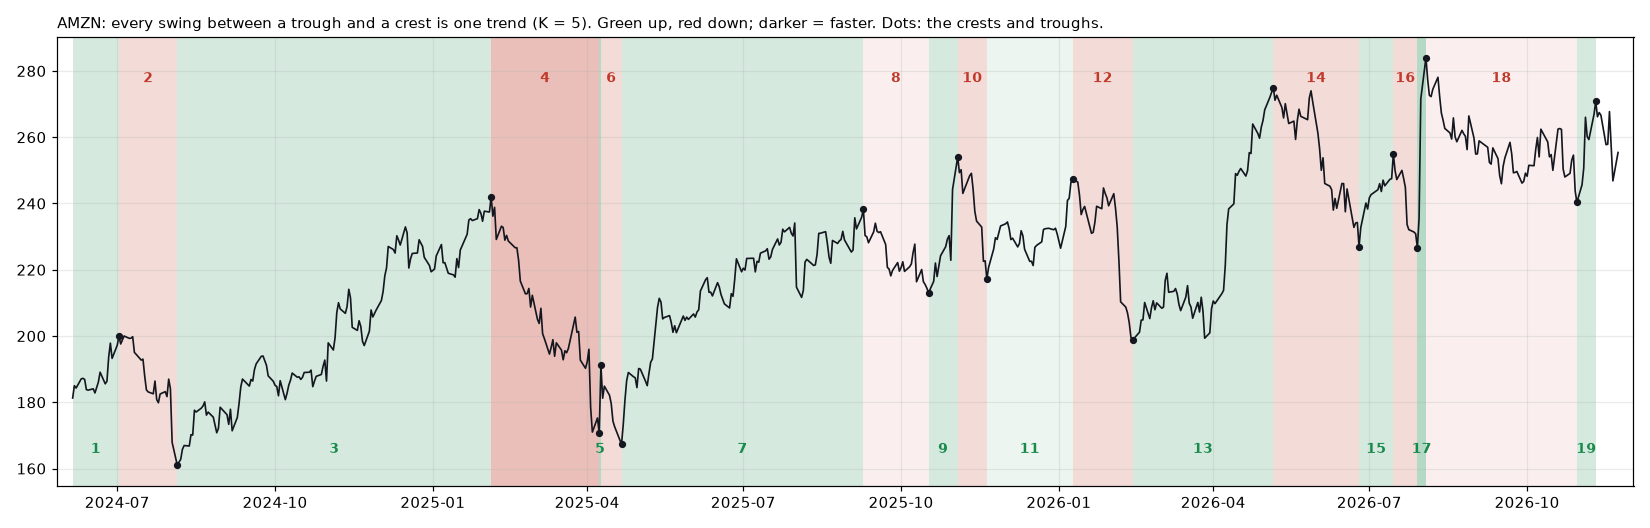 AMZN: every swing between a trough and a crest is one trend (K = 5). Green up, red down; darker = faster. Dots: the crests and troughs.
280
260
240
220
200
180
160
2 4 6 8 10 12 14 16 18
1 3 5 7 9 11 13 15 17 19
2024-07 2024-10 2025-01 2025-04 2025-07 2025-10 2026-01 2026-04 2026-07 2026-10